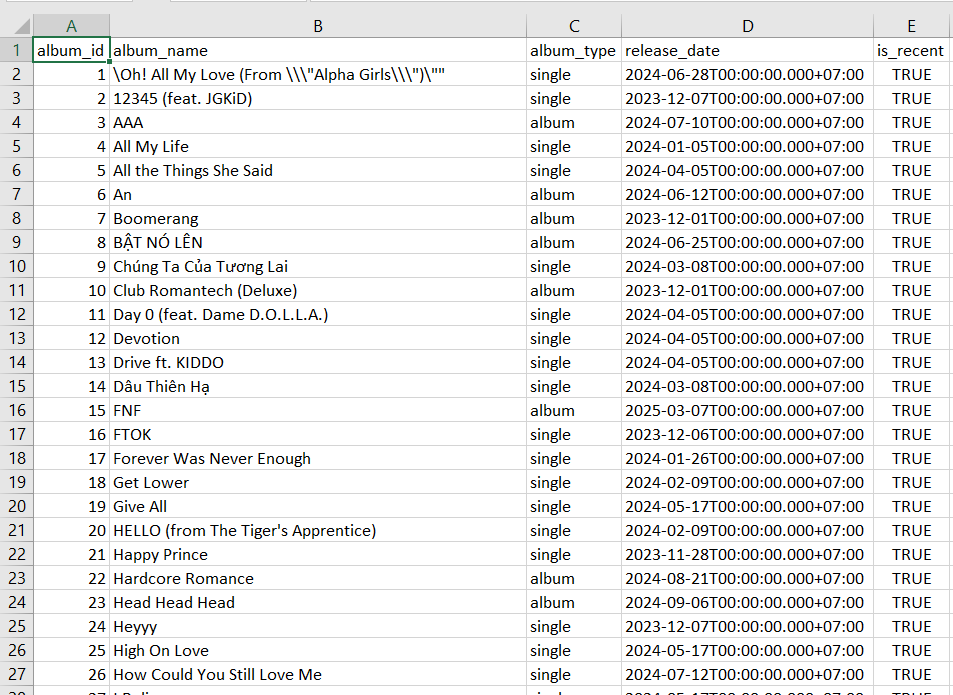 A B C D E
1 album_id album_name album_type release_date is_recent
2 1 \Oh! All My Love (From \\\"Alpha Girls\\\")\"" single 2024-06-28T00:00:00.000+07:00 TRUE
3 2 12345 (feat. JGKiD) single 2023-12-07T00:00:00.000+07:00 TRUE
4 3 AAA album 2024-07-10T00:00:00.000+07:00 TRUE
5 4 All My Life single 2024-01-05T00:00:00.000+07:00 TRUE
6 5 All the Things She Said single 2024-04-05T00:00:00.000+07:00 TRUE
7 6 An album 2024-06-12T00:00:00.000+07:00 TRUE
8 7 Boomerang album 2023-12-01T00:00:00.000+07:00 TRUE
9 8 BẬT NÓ LÊN album 2024-06-25T00:00:00.000+07:00 TRUE
10 9 Chúng Ta Của Tương Lai single 2024-03-08T00:00:00.000+07:00 TRUE
11 10 Club Romantech (Deluxe) album 2023-12-01T00:00:00.000+07:00 TRUE
12 11 Day 0 (feat. Dame D.O.L.L.A.) single 2024-04-05T00:00:00.000+07:00 TRUE
13 12 Devotion single 2024-04-05T00:00:00.000+07:00 TRUE
14 13 Drive ft. KIDDO single 2024-04-05T00:00:00.000+07:00 TRUE
15 14 Dâu Thiên Hạ single 2024-03-08T00:00:00.000+07:00 TRUE
16 15 FNF album 2025-03-07T00:00:00.000+07:00 TRUE
17 16 FTOK single 2023-12-06T00:00:00.000+07:00 TRUE
18 17 Forever Was Never Enough single 2024-01-26T00:00:00.000+07:00 TRUE
19 18 Get Lower single 2024-02-09T00:00:00.000+07:00 TRUE
20 19 Give All single 2024-05-17T00:00:00.000+07:00 TRUE
21 20 HELLO (from The Tiger's Apprentice) single 2024-02-09T00:00:00.000+07:00 TRUE
22 21 Happy Prince single 2023-11-28T00:00:00.000+07:00 TRUE
23 22 Hardcore Romance album 2024-08-21T00:00:00.000+07:00 TRUE
24 23 Head Head Head album 2024-09-06T00:00:00.000+07:00 TRUE
25 24 Heyyy single 2023-12-07T00:00:00.000+07:00 TRUE
26 25 High On Love single 2024-05-17T00:00:00.000+07:00 TRUE
27 26 How Could You Still Love Me single 2024-07-12T00:00:00.000+07:00 TRUE